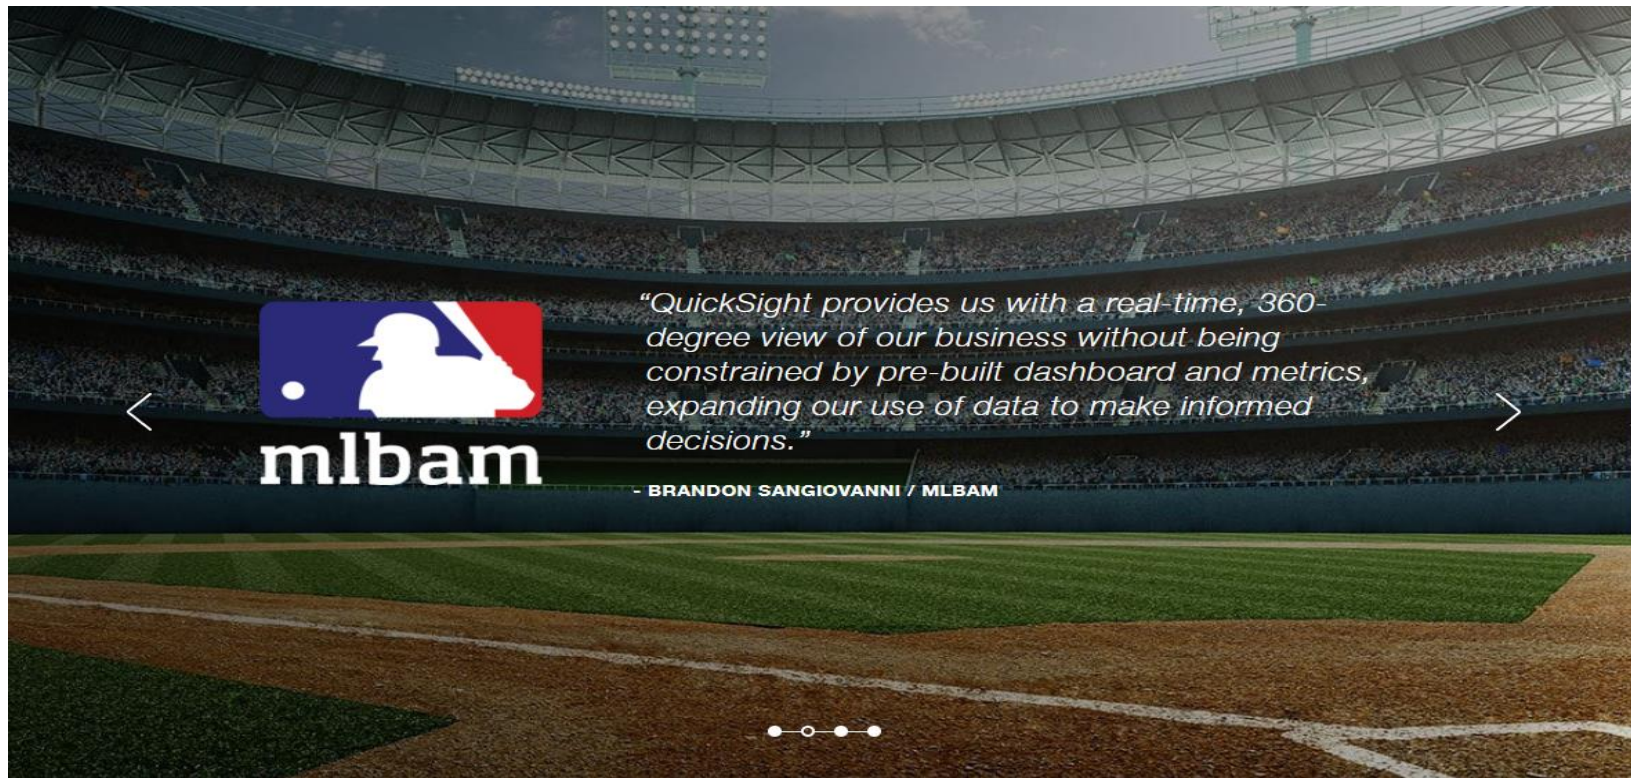 “QuickSight provides us with a real-time, 360-
degree view of our business without being
constrained by pre-built dashboard and metrics,
expanding our use of data to make informed
decisions.”
mlbam
- BRANDON SANGIOVANNI / MLBAM